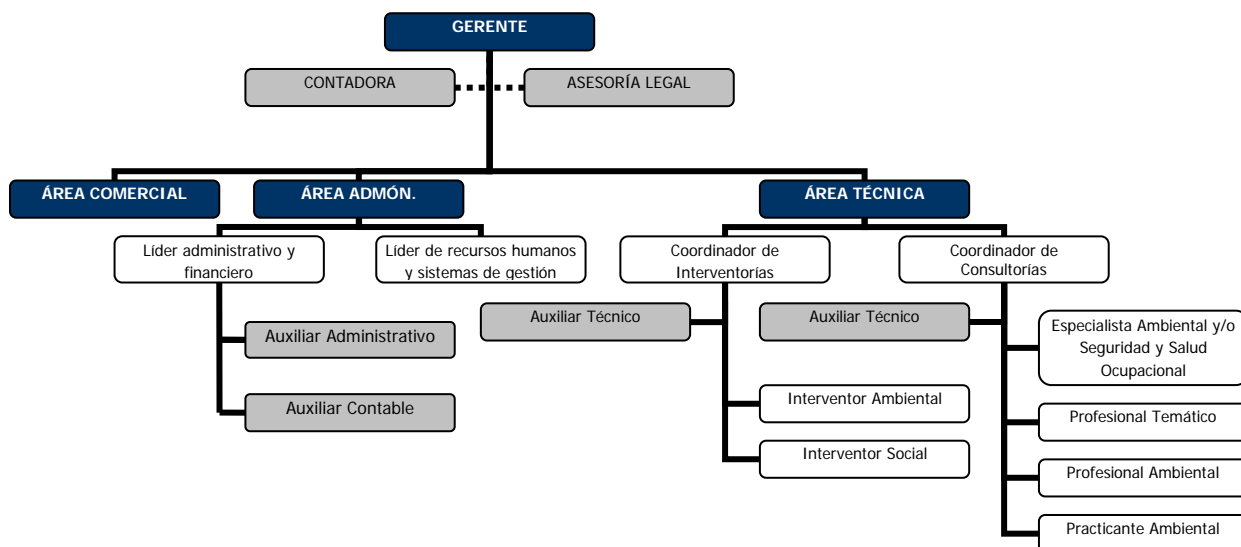 GERENTE
CONTADORA
ASESORÍA LEGAL
ÁREA COMERCIAL
ÁREA ADMÓN.
ÁREA TÉCNICA
Líder administrativo y
financiero
Líder de recursos humanos
y sistemas de gestión
Coordinador de
Interventorías
Coordinador de
Consultorías
Auxiliar Administrativo
Auxiliar Contable
Auxiliar Técnico
Interventor Ambiental
Interventor Social
Auxiliar Técnico
Especialista Ambiental y/o
Seguridad y Salud
Ocupacional
Profesional Temático
Profesional Ambiental
Practicante Ambiental